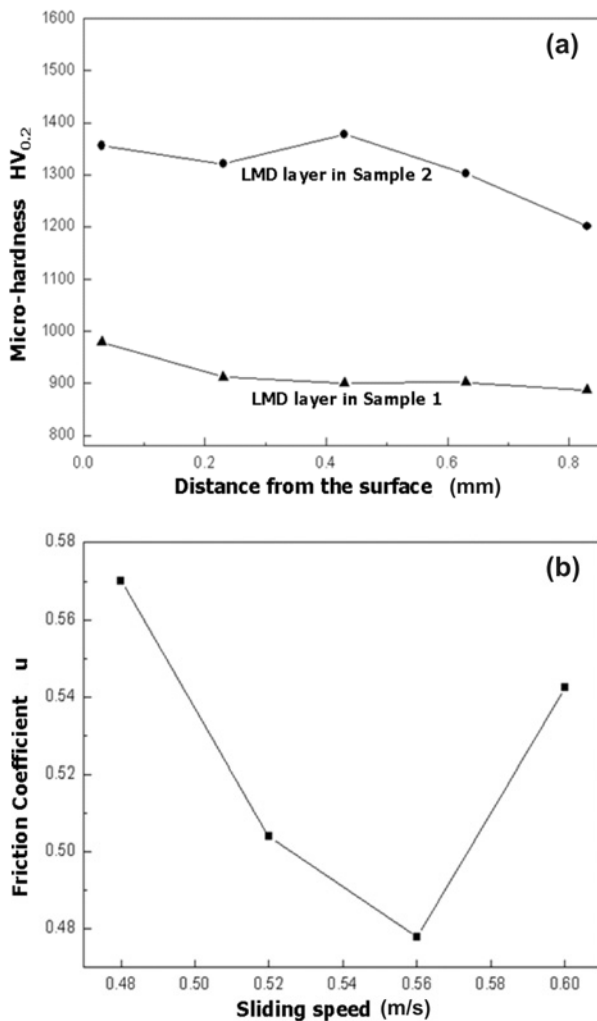 (a)
Micro-hardness HV0.2
1600
1500
1400
1300
1200
1100
1000
900
800
LMD layer in Sample 2
LMD layer in Sample 1
0.0 0.2 0.4 0.6 0.8
Distance from the surface (mm)
(b)
Friction Coefficient u
0.58
0.56
0.54
0.52
0.50
0.48
0.48 0.50 0.52 0.54 0.56 0.58 0.60
Sliding speed (m/s)